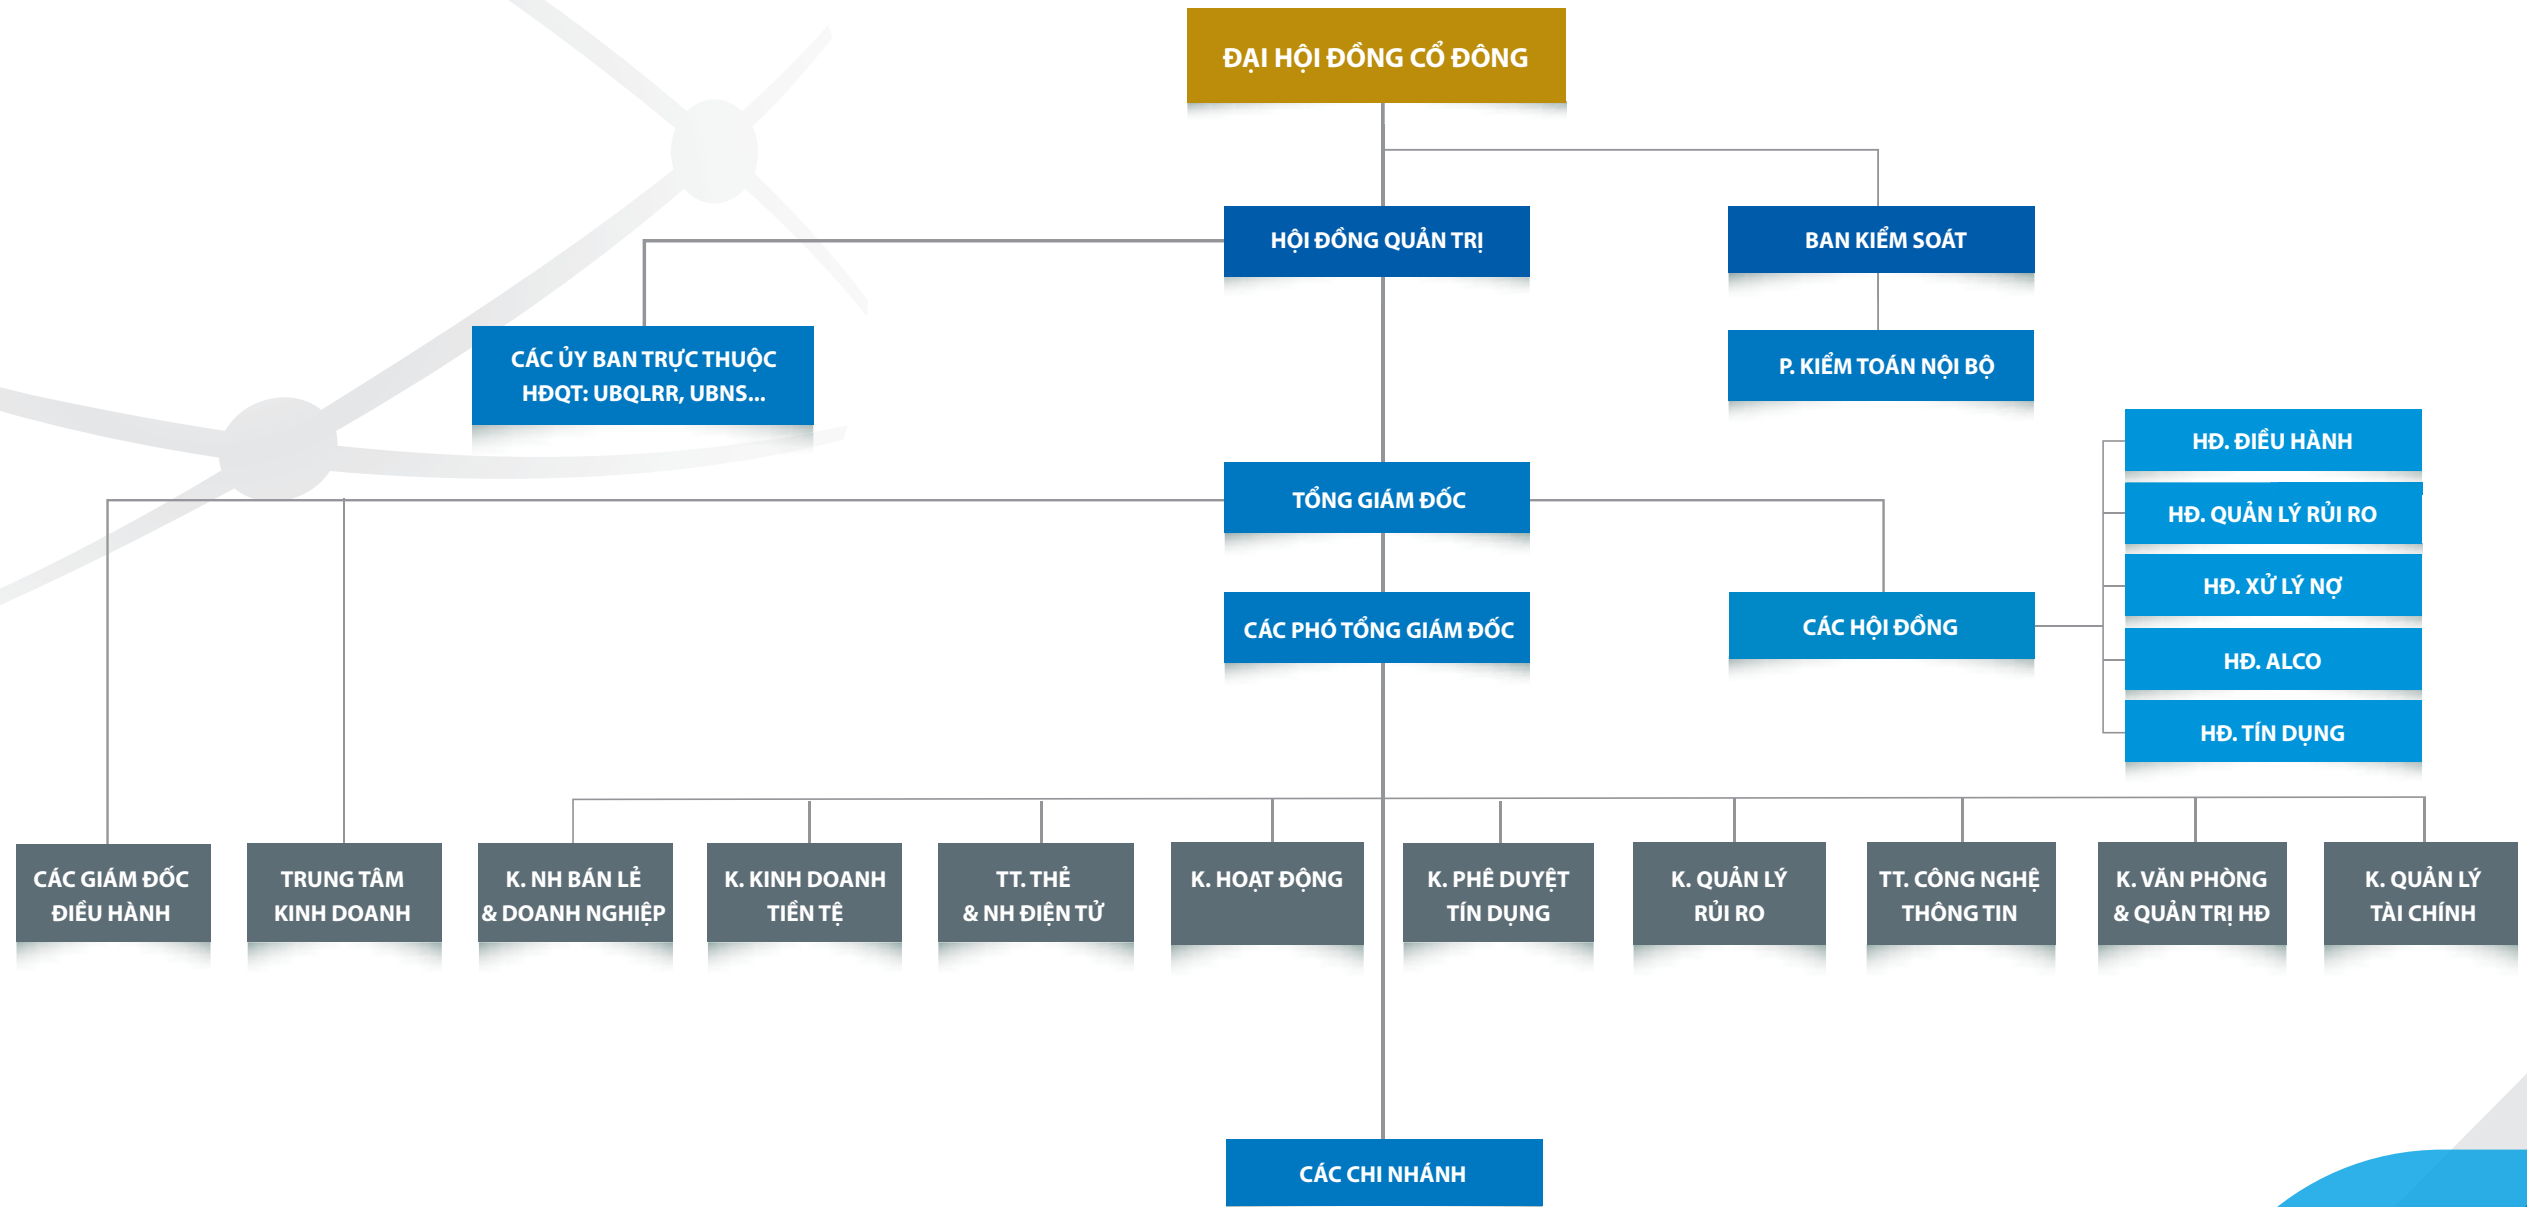 ĐẠI HỘI ĐỒNG CỔ ĐÔNG
HỘI ĐỒNG QUẢN TRỊ
BAN KIỂM SOÁT
CÁC ỦY BAN TRỰC THUỘC
HĐQT: UBQLRR, UBNS...
P. KIỂM TOÁN NỘI BỘ
TỔNG GIÁM ĐỐC
CÁC PHÓ TỔNG GIÁM ĐỐC
CÁC HỘI ĐỒNG
HĐ. ĐIỀU HÀNH
HĐ. QUẢN LÝ RỦI RO
HĐ. XỬ LÝ NỢ
HĐ. ALCO
HĐ. TÍN DỤNG
CÁC GIÁM ĐỐC
ĐIỀU HÀNH
TRUNG TÂM
KINH DOANH
K. NH BÁN LẺ
& DOANH NGHIỆP
K. KINH DOANH
TIỀN TỆ
TT. THẺ
& NH ĐIỆN TỬ
K. HOẠT ĐỘNG
K. PHÊ DUYỆT
TÍN DỤNG
K. QUẢN LÝ
RỦI RO
TT. CÔNG NGHỆ
THÔNG TIN
K. VĂN PHÒNG
& QUẢN TRỊ HĐ
K. QUẢN LÝ
TÀI CHÍNH
CÁC CHI NHÁNH